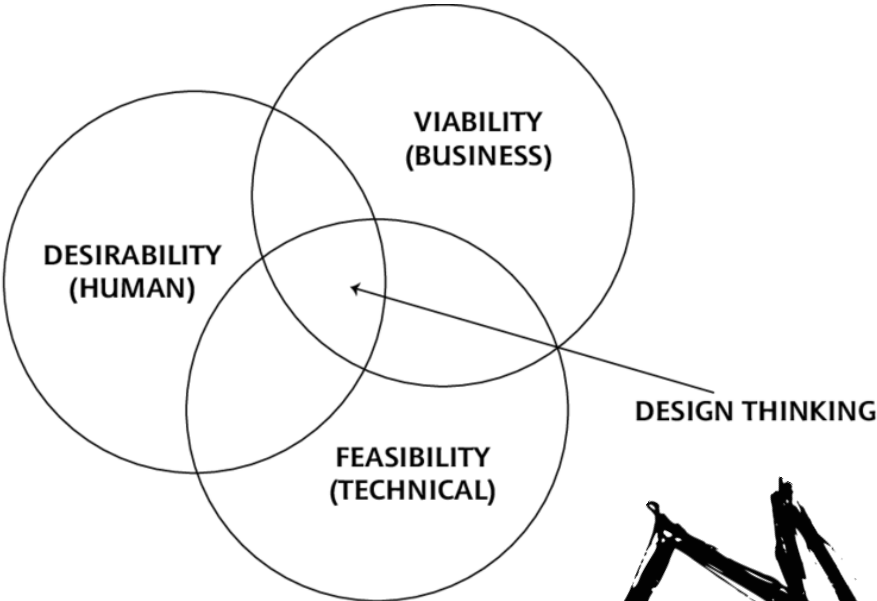 VIABILITY
(BUSINESS)
DESIRABILITY
(HUMAN)
DESIGN THINKING
FEASIBILITY
(TECHNICAL)